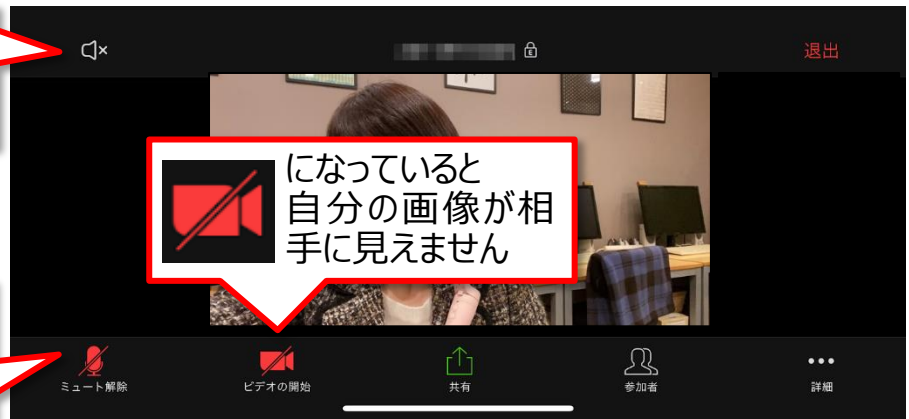 退出
になっていると
自分の画像が相
手に見えません
ミュート解除
ビデオの開始
共有
参加者
詳細